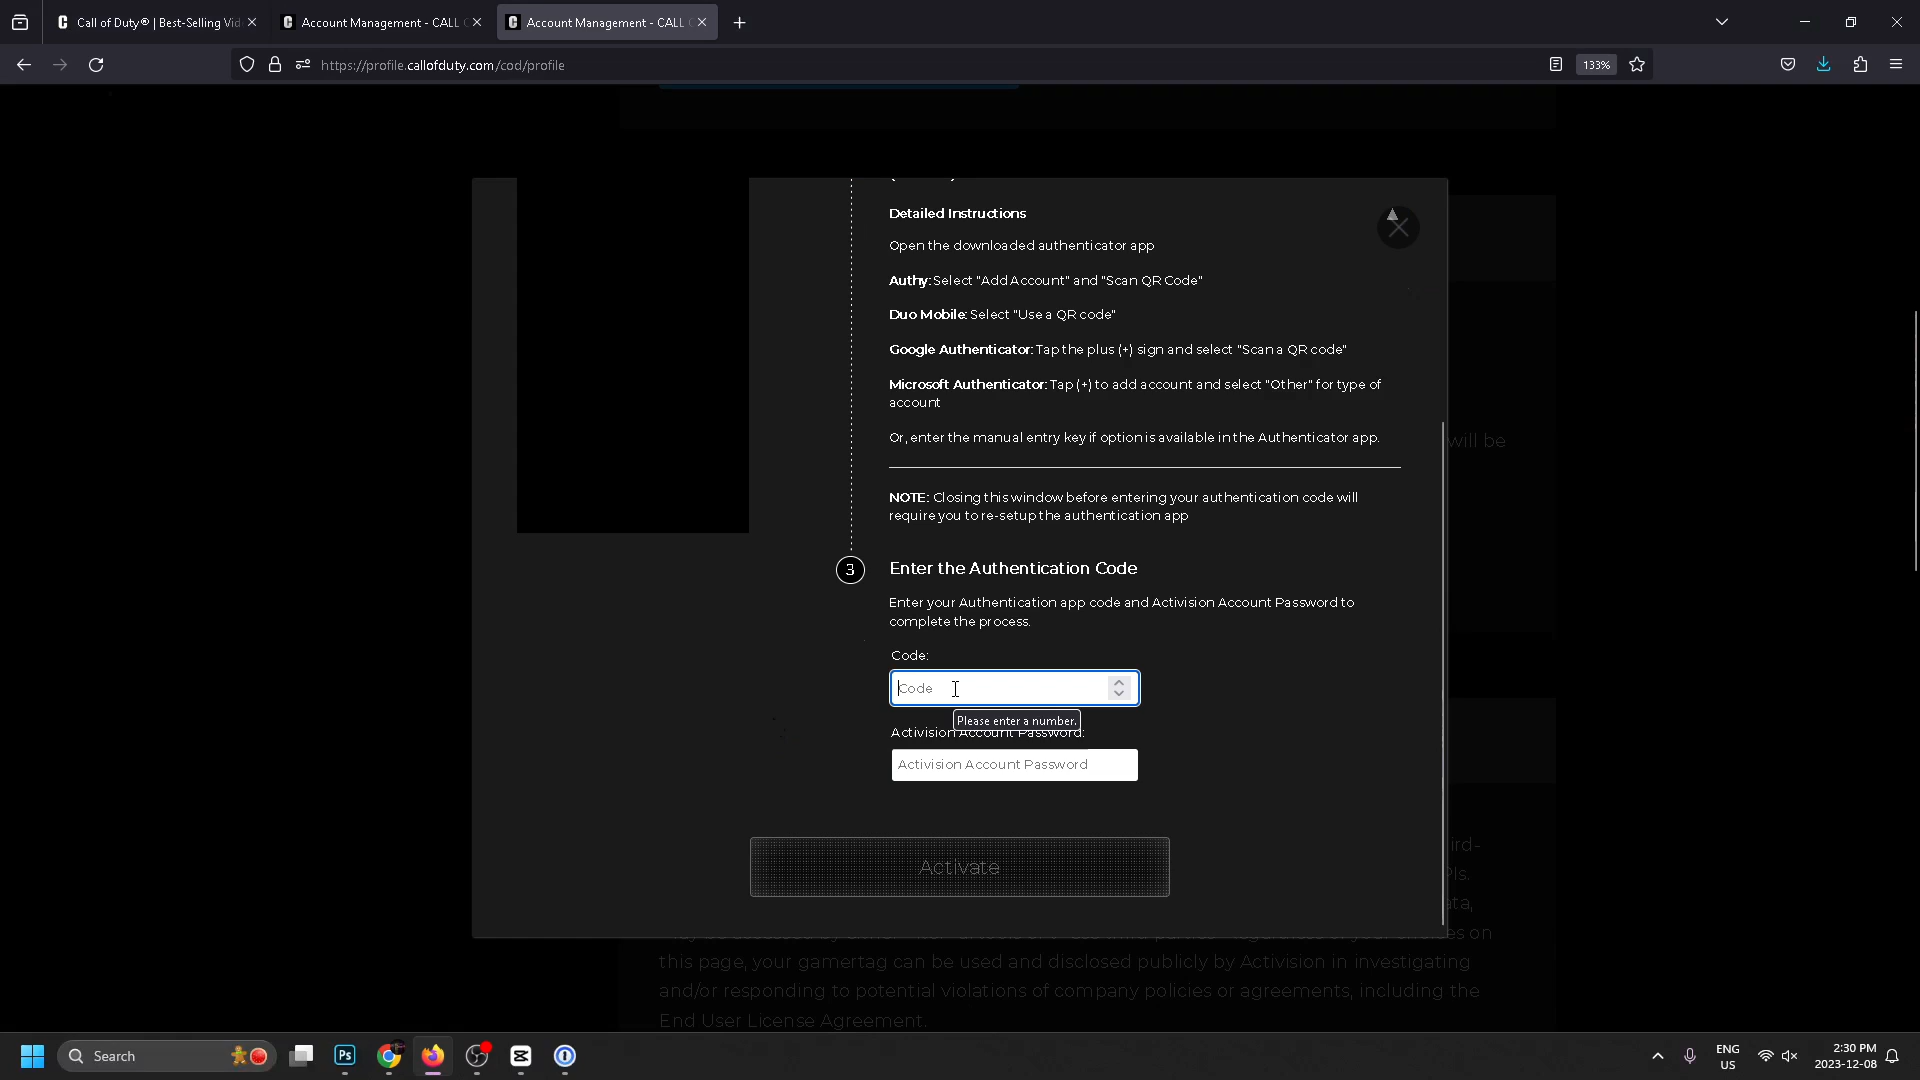 Call of Duty® | Best-Selling Vid
Account Management - CALL
Account Management - CALL
https://profile.callofduty.com/cod/profile
133%
Detailed Instructions
Open the downloaded authenticator app
Authy: Select "Add Account" and "Scan QR Code"
Duo Mobile: Select "Use a QR code"
Google Authenticator: Tap the plus (+) sign and select "Scan a QR code"
Microsoft Authenticator: Tap (+) to add account and select "Other" for type of
account
Or, enter the manual entry key if option is available in the Authenticator app.
will be
NOTE: Closing this window before entering your authentication code will
require you to re-setup the authentication app
3
Enter the Authentication Code
Enter your Authentication app code and Activision Account Password to
complete the process.
Code:
Code
Please enter a number.
Activision Account Password:
Activision Account Password
Activate
ird-
PIs.
ata,
es on
this page, your gamertag can be used and disclosed publicly by Activision in investigating
and/or responding to potential violations of company policies or agreements, including the
End User License Agreement.
Search
Ps
ENG
US
2:30 PM
2023-12-08